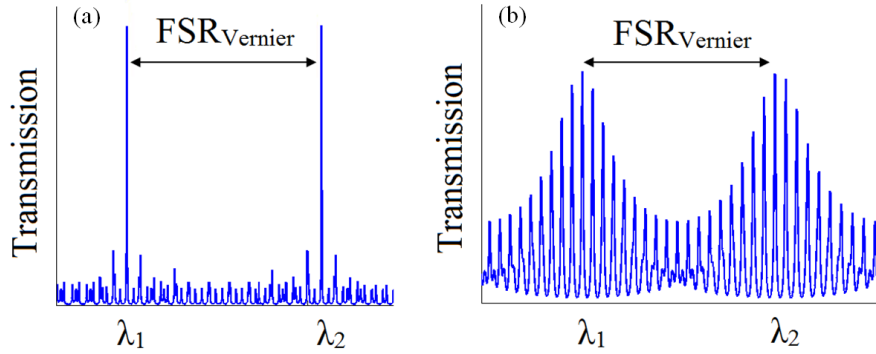 (a)
FSRVernier
Transmission
λ1
λ2
(b)
FSRVernier
Transmission
λ1
λ2